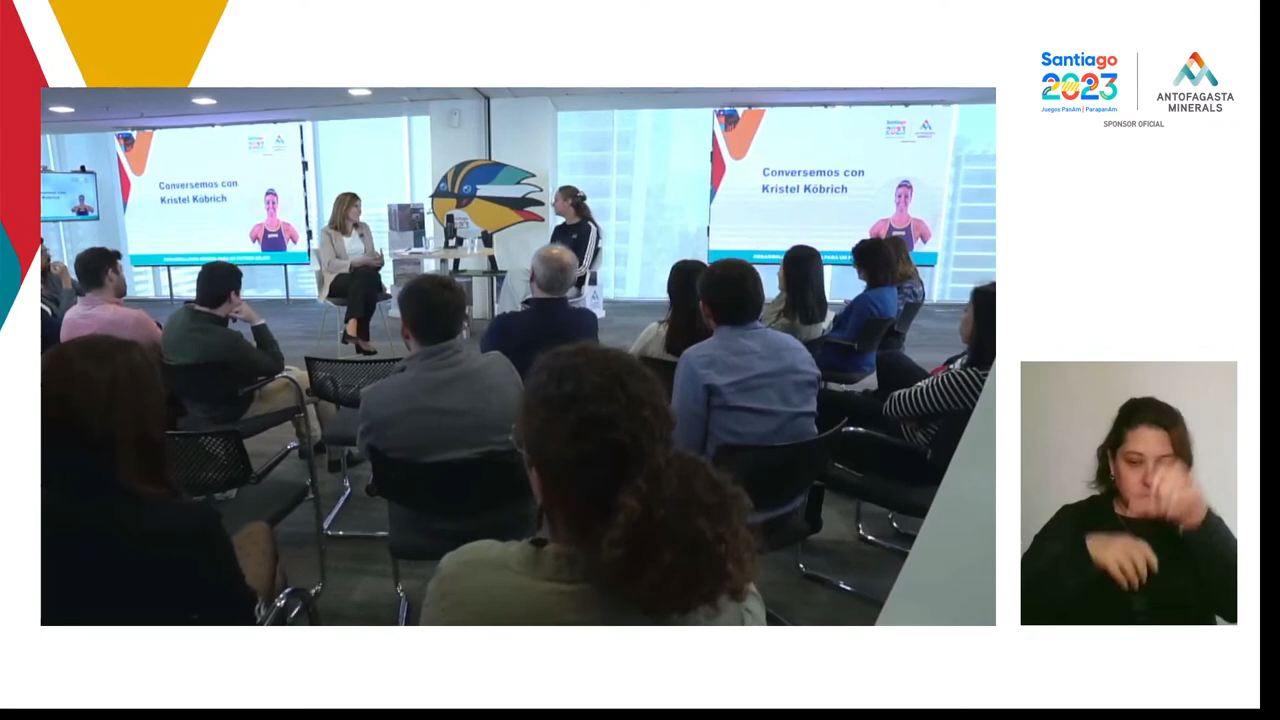 Santiago
2023
Juegos PanAm | ParapanAm
ANTOFAGASTA
MINERALS
SPONSOR OFICIAL
Conversemos con
Kristel Köbrich
Conversemos con
Kristel Köbrich